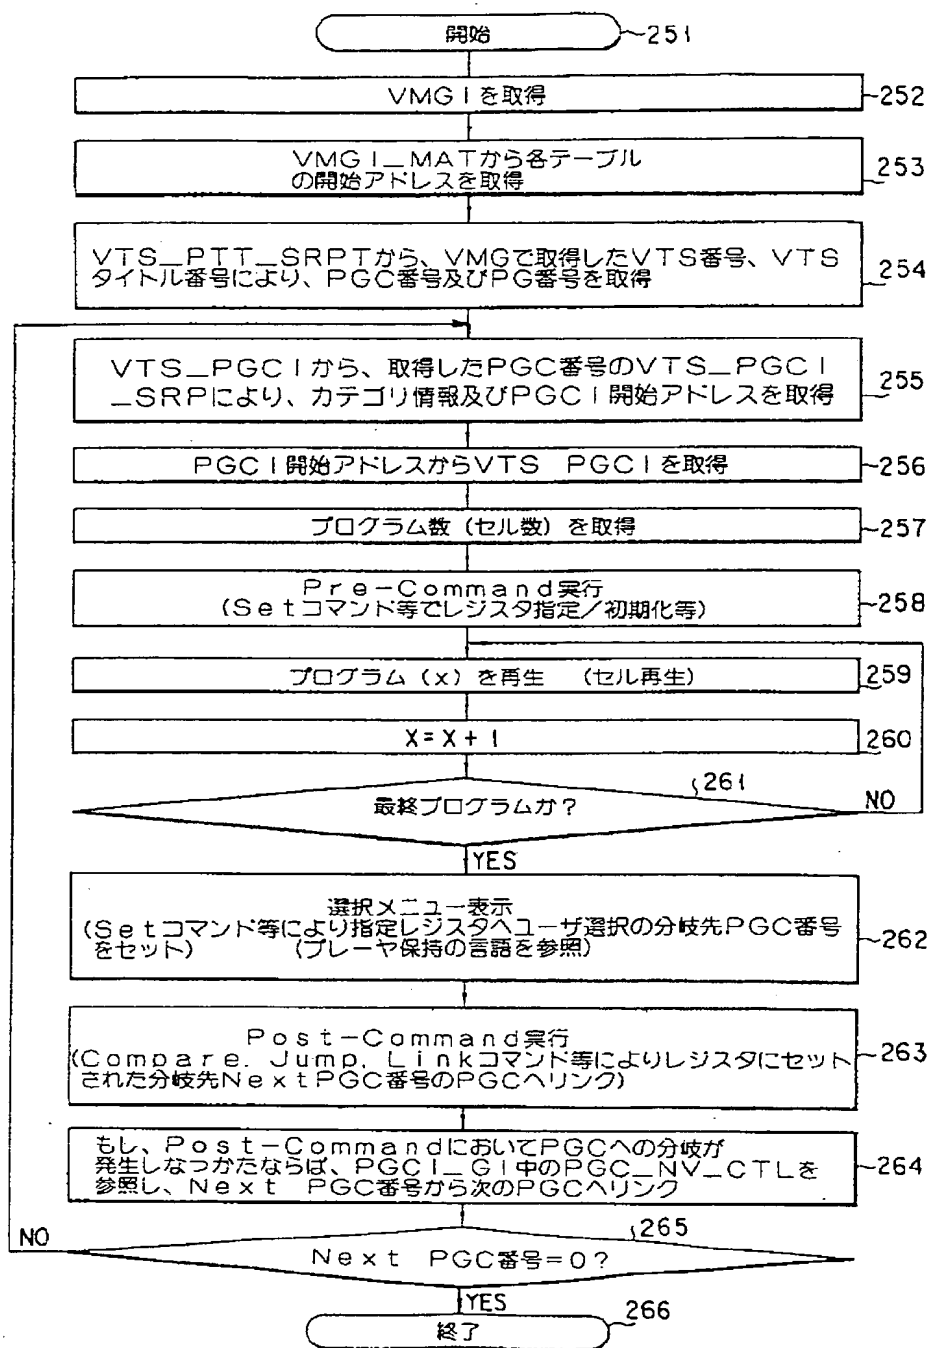 開始
251
VMGIを取得
252
VMGI_MATから各テーブル
の開始アドレスを取得
253
VTS_PTT_SRPTから、VMGで取得したVTS番号、VTS
タイトル番号により、PGC番号及びPG番号を取得
254
VTS_PGCIから、取得したPGC番号のVTS_PGCI
_SRPにより、カテゴリ情報及びPGCI開始アドレスを取得
255
PGCI開始アドレスからVTS PGCIを取得
256
プログラム数(セル数)を取得
257
Pre-Command実行
(Setコマンド等でレジスタ指定/初期化等)
258
プログラム(x)を再生 (セル再生)
259
X=X+1
260
261
最終プログラムか?
NO
YES
選択メニュー表示
(Setコマンド等により指定レジスタへユーザ選択の分岐先PGC番号
をセット) (プレーヤ保持の言語を参照)
262
Post-Command実行
(Compare.Jump.Linkコマンド等によりレジスタにセット
された分岐先NextPGC番号のPGCへリンク)
263
もし、Post-CommandにおいてPGCへの分岐が
発生しなつかたならば、PGCI_GI中のPGC_NV_CTLを
参照し、Next PGC番号から次のPGCへリンク
264
265
NO
Next PGC番号=0?
YES
266
終了